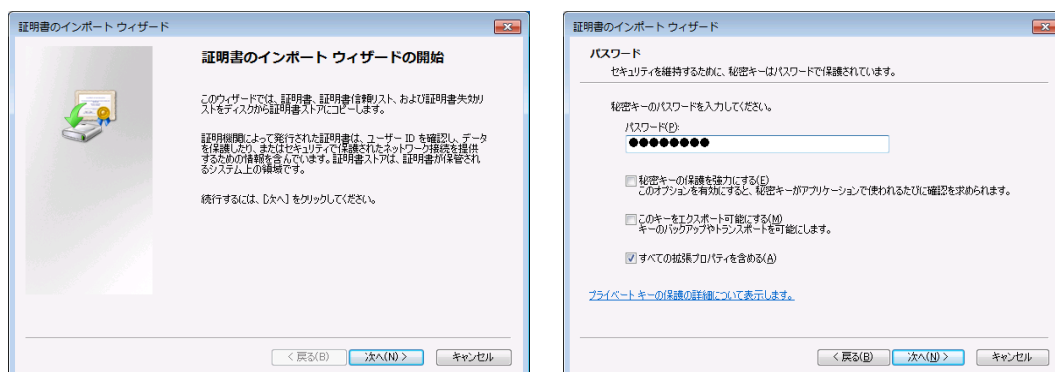 証明書のインポート ウィザード
証明書のインポート ウィザードの開始
このウィザードでは、証明書、証明書信頼リスト、および証明書失効リ
ストをディスクから証明書ストアにコピーします。
証明機関によって発行された証明書は、ユーザー ID を確認し、データ
を保護したり、またはセキュリティで保護されたネットワーク接続を提供
するための情報を含んでいます。証明書ストアは、証明書が保管され
るシステム上の領域です。
続行するには、[次へ] をクリックしてください。
< 戻る(B)
次へ(N) >
キャンセル
証明書のインポート ウィザード
パスワード
セキュリティを維持するために、秘密キーはパスワードで保護されています。
秘密キーのパスワードを入力してください。
パスワード(P):
●●●●●●●●
秘密キーの保護を強力にする(E)
このオプションを有効にすると、秘密キーがアプリケーションで使われるたびに確認を求められます。
このキーをエクスポート可能にする(M)
キーのバックアップやトランスポートを可能にします。
すべての拡張プロパティを含める(A)
プライベート キーの保護の詳細について表示します。
< 戻る(B)
次へ(N) >
キャンセル